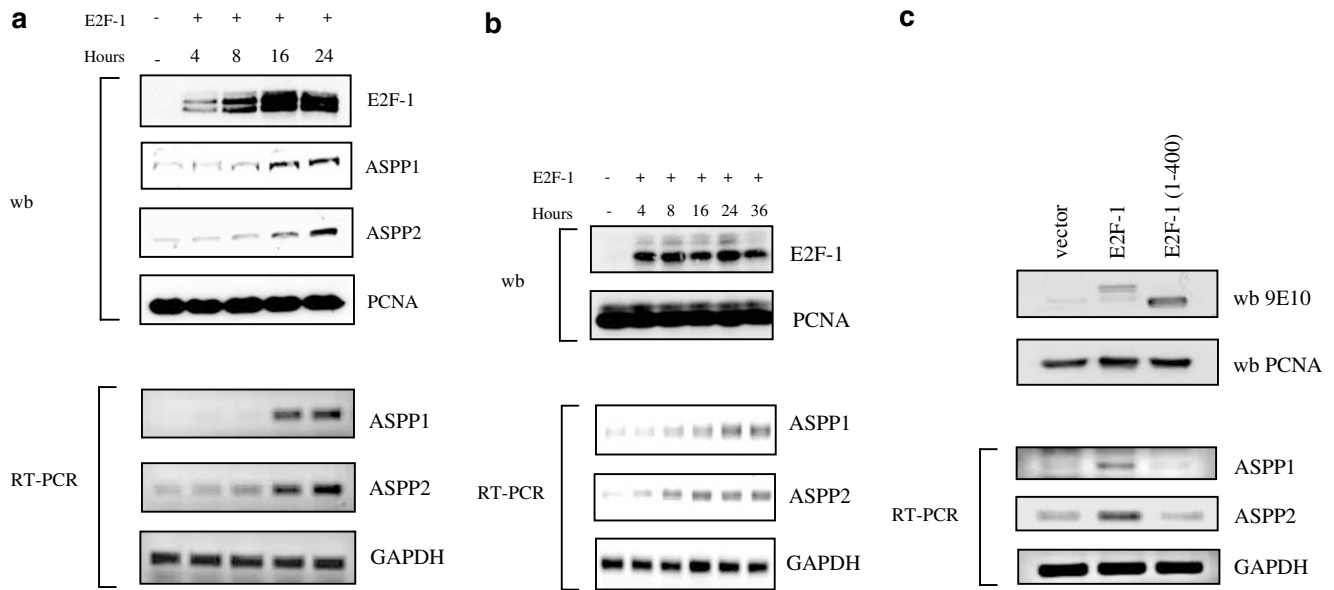 a
E2F-1 - + + + +
Hours - 4 8 16 24
E2F-1
ASPP1
wb
ASPP2
PCNA
ASPP1
RT-PCR
ASPP2
GAPDH
b
E2F-1 - + + + + +
Hours - 4 8 16 24 36
E2F-1
wb
PCNA
ASPP1
RT-PCR
ASPP2
GAPDH
c
vector
E2F-1
E2F-1 (1-400)
wb 9E10
wb PCNA
ASPP1
RT-PCR
ASPP2
GAPDH